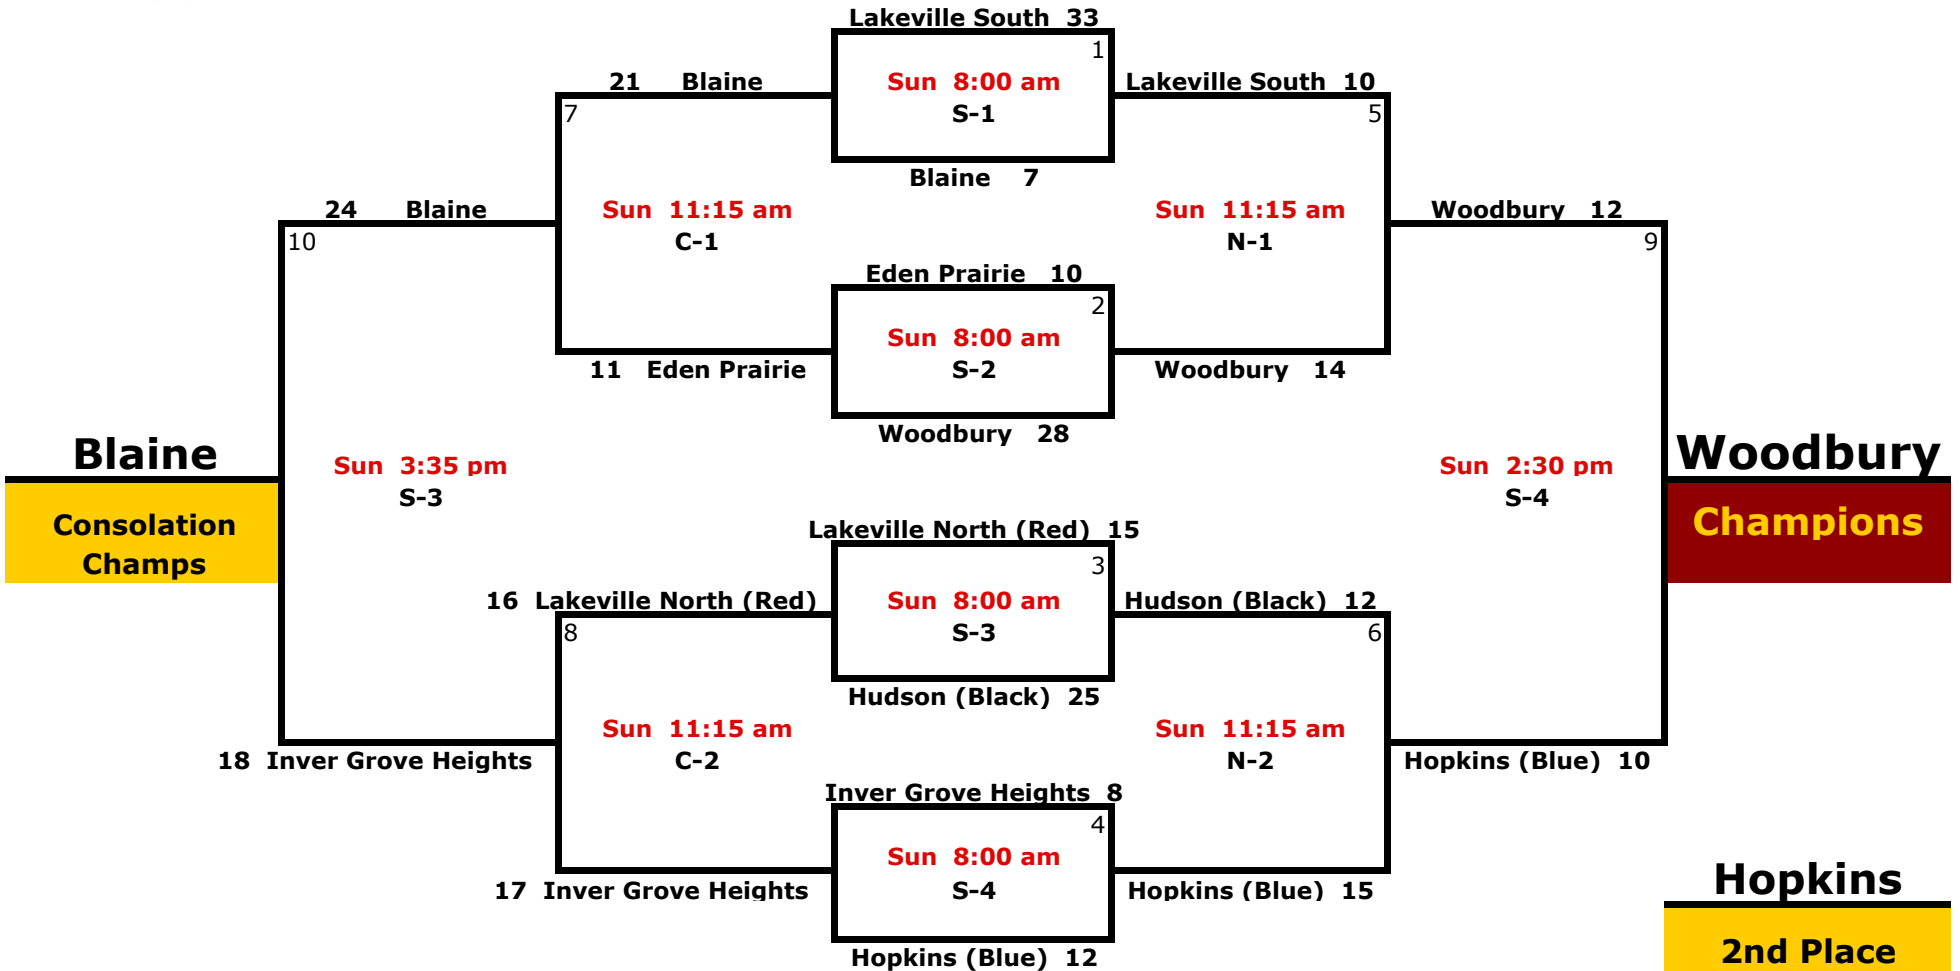 Lakeville South 33
1
21 Blaine
Sun 8:00 am
Lakeville South 10
7
S-1
5
Blaine 7
24 Blaine
Sun 11:15 am
Sun 11:15 am
Woodbury 12
10
C-1
N-1
9
Eden Prairie 10
2
Sun 8:00 am
11 Eden Prairie
S-2
Woodbury 14
Woodbury 28
Blaine
Sun 3:35 pm
Sun 2:30 pm
Woodbury
S-3
S-4
Consolation
Champs
Champions
Lakeville North (Red) 15
3
16 Lakeville North (Red)
Sun 8:00 am
Hudson (Black) 12
8
S-3
6
Hudson (Black) 25
Sun 11:15 am
Sun 11:15 am
18 Inver Grove Heights
C-2
N-2
Hopkins (Blue) 10
Inver Grove Heights 8
4
Sun 8:00 am
17 Inver Grove Heights
S-4
Hopkins (Blue) 15
Hopkins
Hopkins (Blue) 12
2nd Place